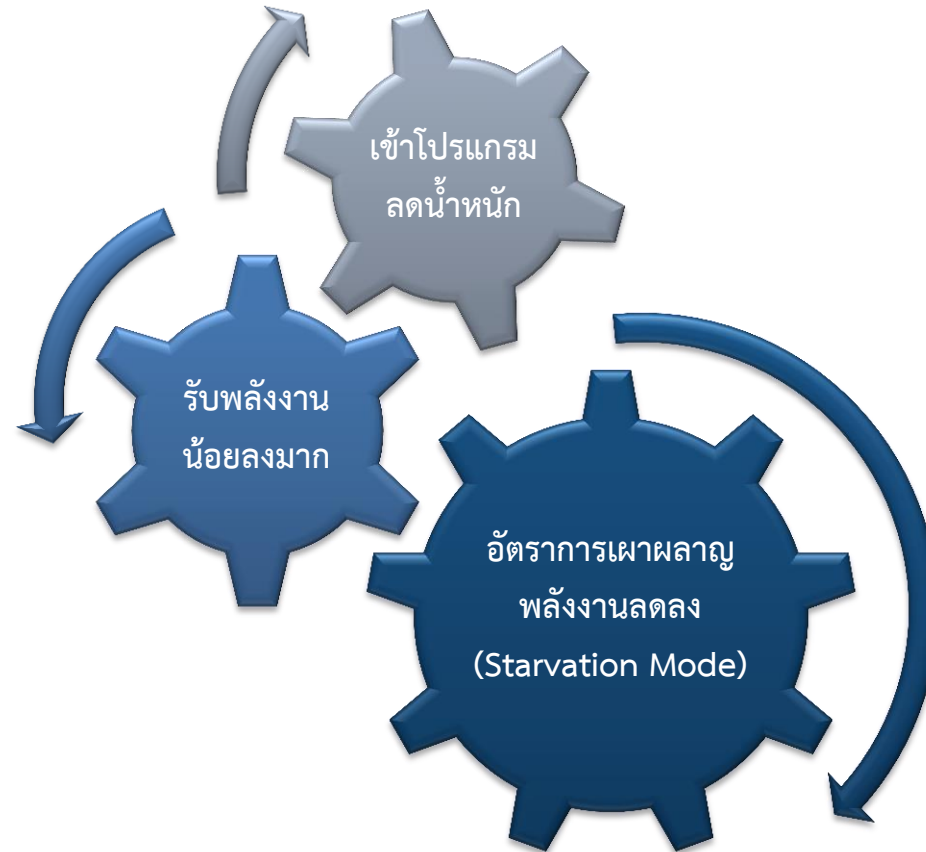 เข้าโปรแกรม
ลดน้ำหนัก
รับพลังงาน
น้อยลงมาก
อัตราการเผาผลาญ
พลังงานลดลง
(Starvation Mode)